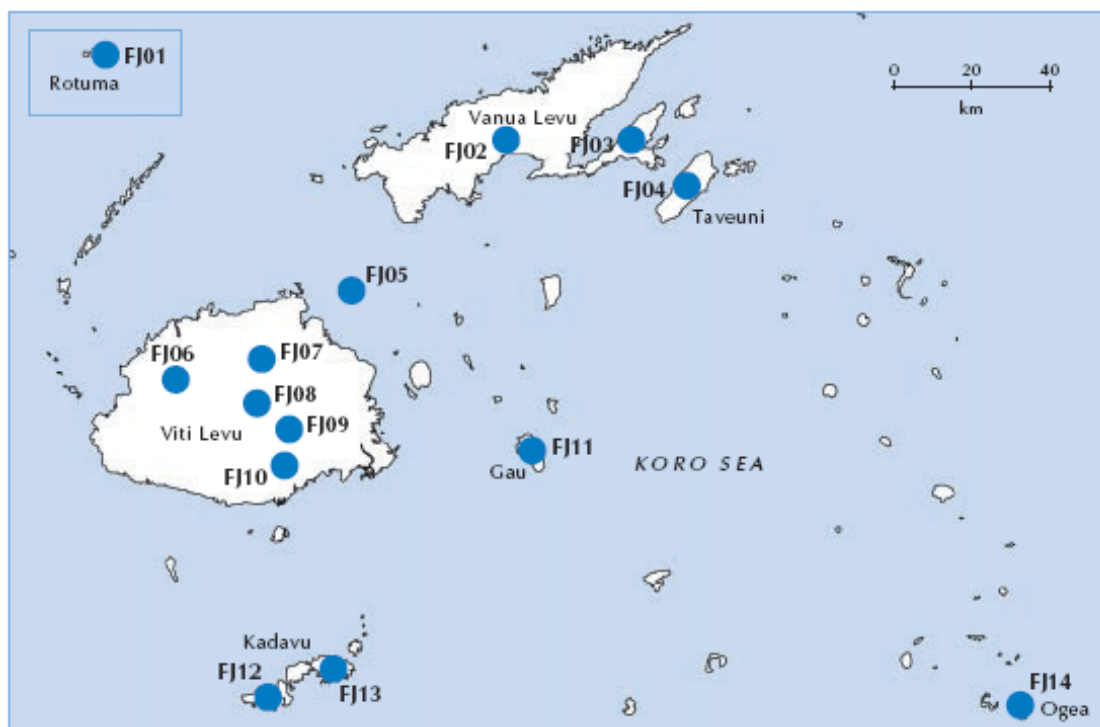 FJ01
Rotuma
0 20 40
km
Vanua Levu
FJ02
FJ03
FJ04
Taveuni
FJ05
FJ06
FJ07
FJ08
Viti Levu
FJ09
FJ10
FJ11
Gau
KORO SEA
Kadavu
FJ12
FJ13
FJ14
Ogea